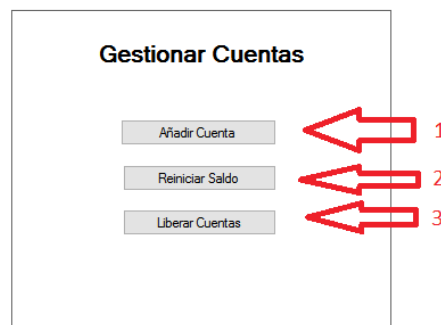 Gestionar Cuentas
Añadir Cuenta 1
Reiniciar Saldo 2
Liberar Cuentas 3